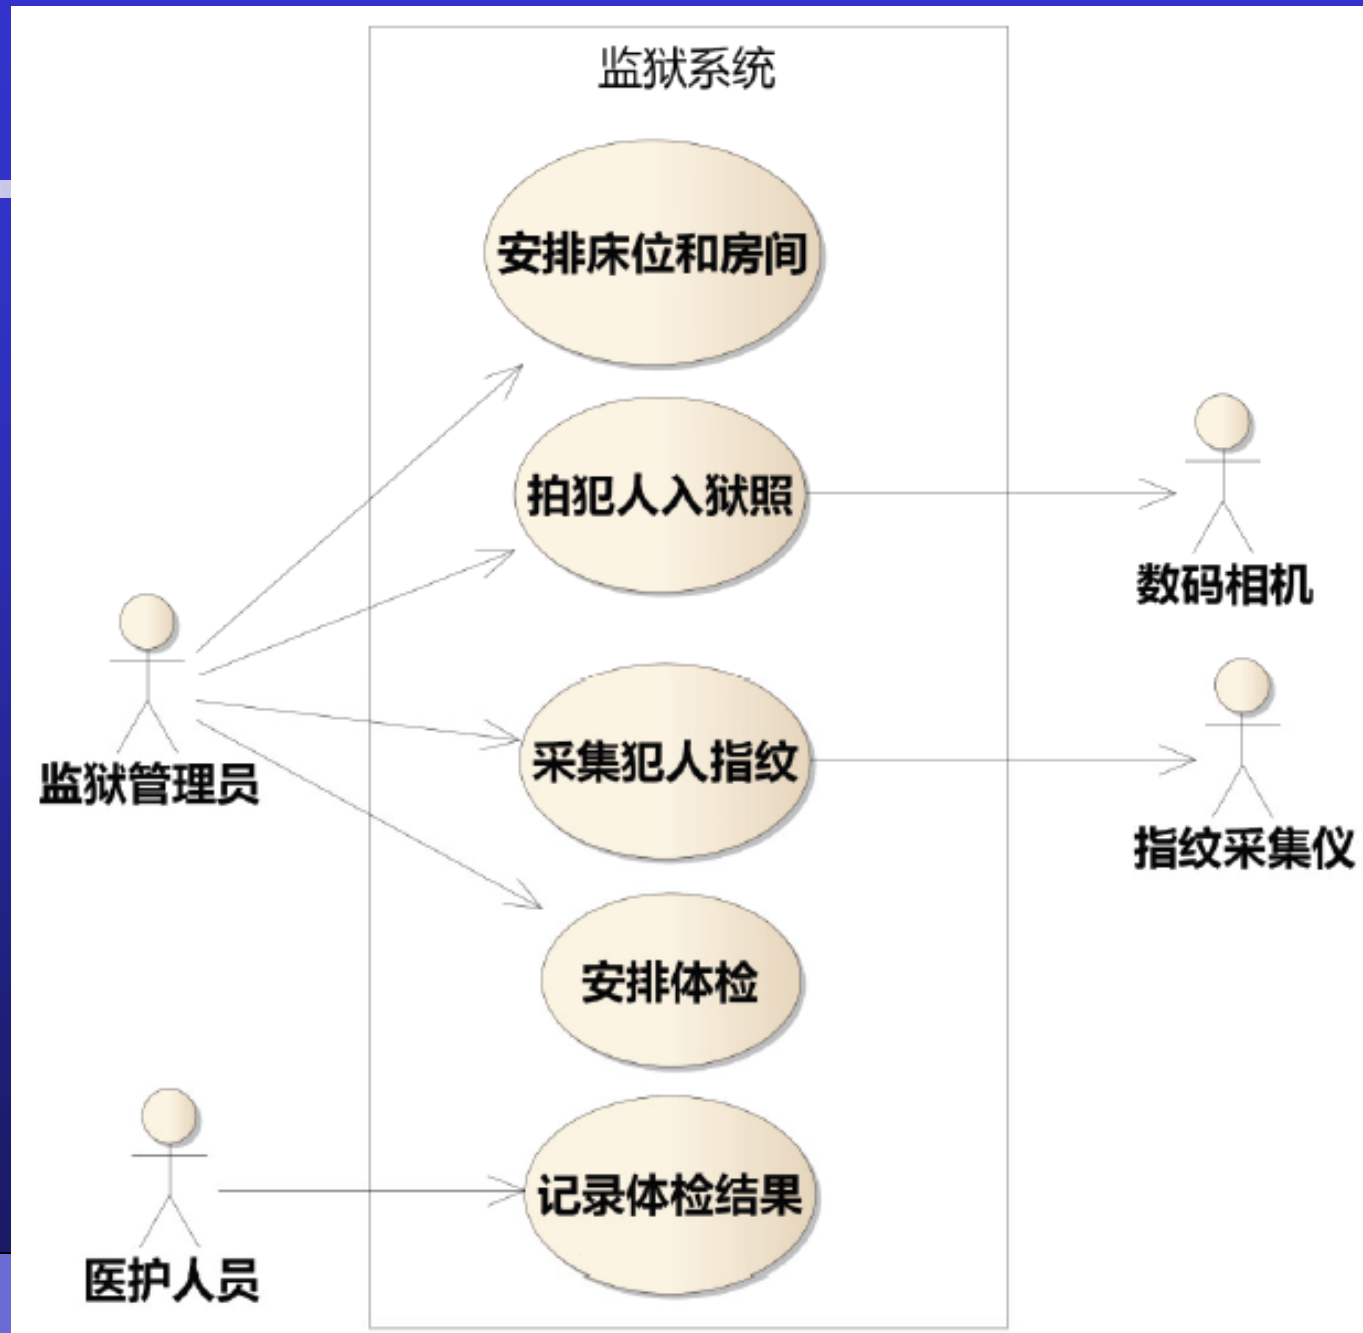 监狱系统
安排床位和房间
拍犯人入狱照
数码相机
监狱管理员
采集犯人指纹
指纹采集仪
安排体检
记录体检结果
医护人员